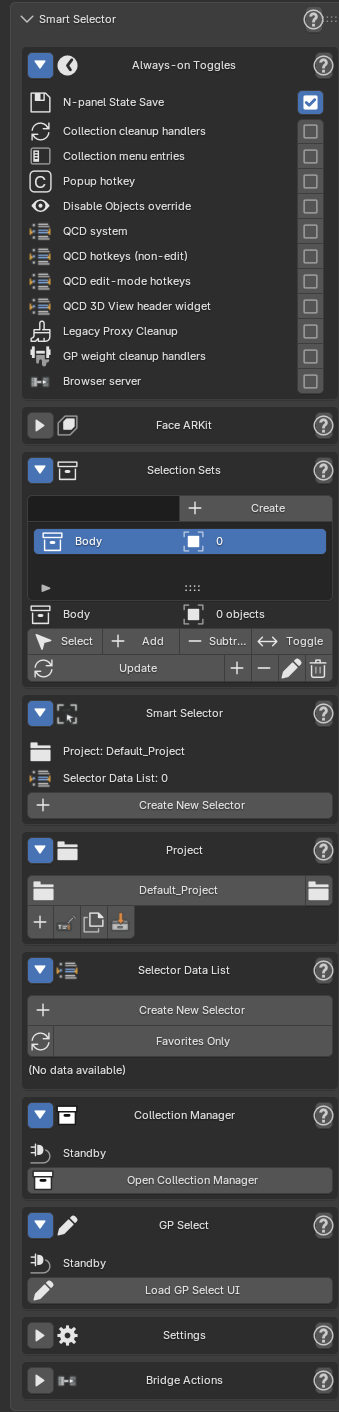 Smart Selector
Always-on Toggles
N-panel State Save
Collection cleanup handlers
Collection menu entries
C Popup hotkey
Disable Objects override
QCD system
QCD hotkeys (non-edit)
QCD edit-mode hotkeys
QCD 3D View header widget
Legacy Proxy Cleanup
GP weight cleanup handlers
Browser server
Face ARKit
Selection Sets
Create
Body 0
Body 0 objects
Select Add Subtr... Toggle
Update
Smart Selector
Project: Default_Project
Selector Data List: 0
Create New Selector
Project
Default_Project
Selector Data List
Create New Selector
Favorites Only
(No data available)
Collection Manager
Standby
Open Collection Manager
GP Select
Standby
Load GP Select UI
Settings
Bridge Actions